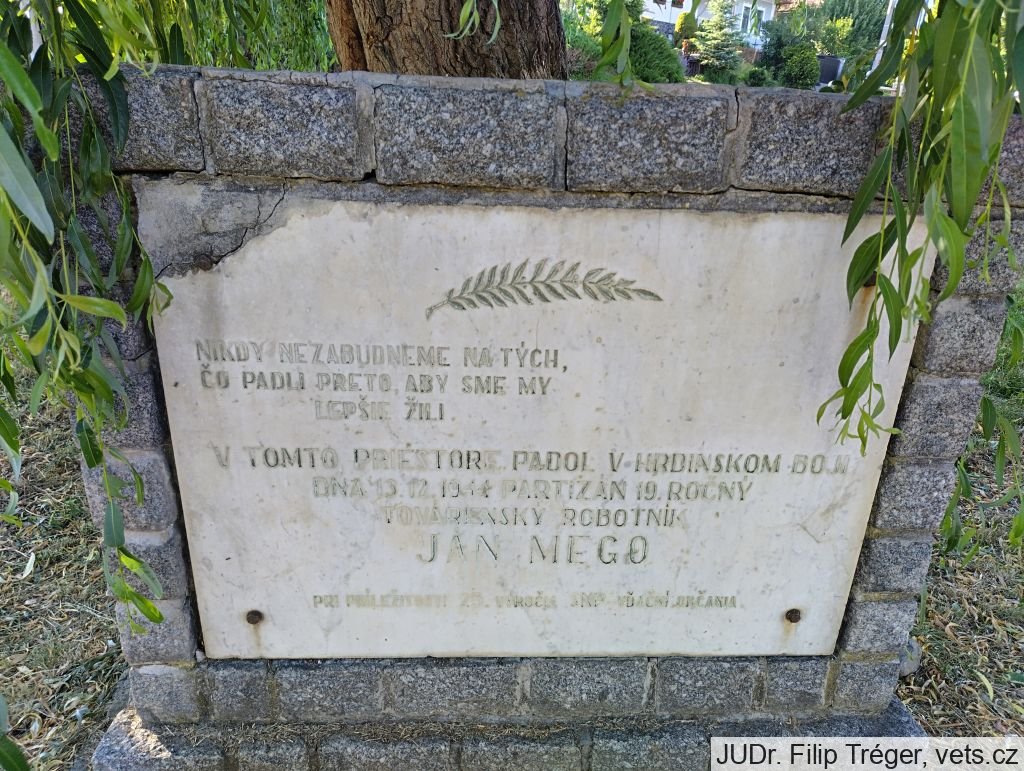 NIKDY NEZABUDNEME NA TÝCH,
ČO PADLI PRETO, ABY SME MY
LEPŠIE ŽILI.
V TOMTO PRIESTORE PADOL V HRDINSKOM BOJI
DŇA 13.12.1944 PARTIZÁN 19. ROČNÝ
TOVÁRENSKÝ ROBOTNÍK
JÁN MEGO
PRI PRÍLEŽITOSTI 25. VÝROČIA SNP VĎAČNÍ OBČANIA
JUDr. Filip Tréger, vets.cz